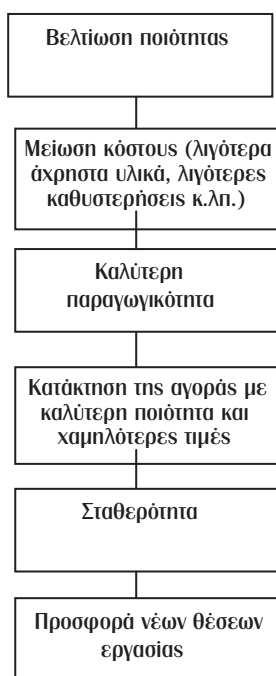 Βελτίωση ποιότητας
Μείωση κόστους (λιγότερα
άχρηστα υλικά, λιγότερες
καθυστερήσεις κ.λπ.)
Καλύτερη
παραγωγικότητα
Κατάκτηση της αγοράς με
καλύτερη ποιότητα και
χαμηλότερες τιμές
Σταθερότητα
Προσφορά νέων θέσεων
εργασίας